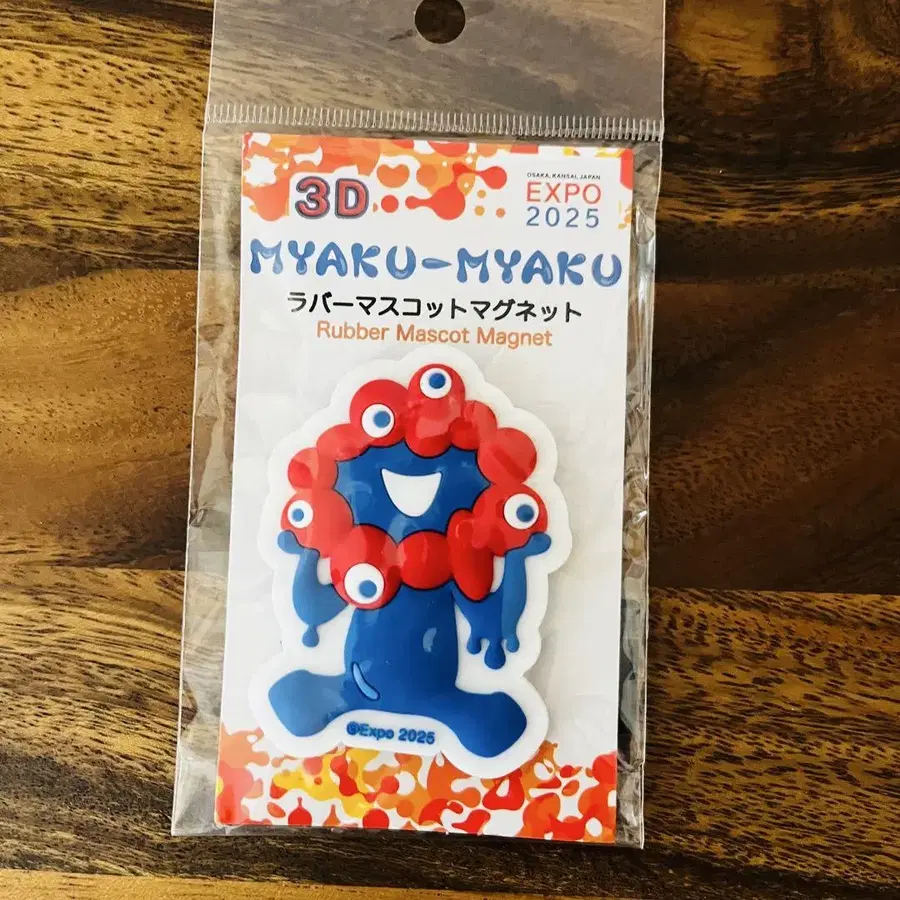 3D
OSAKA, KANSAI, JAPAN
EXPO
2025
MYAKU-MYAKU
ラバーマスコットマグネット
Rubber Mascot Magnet
©Expo 2025